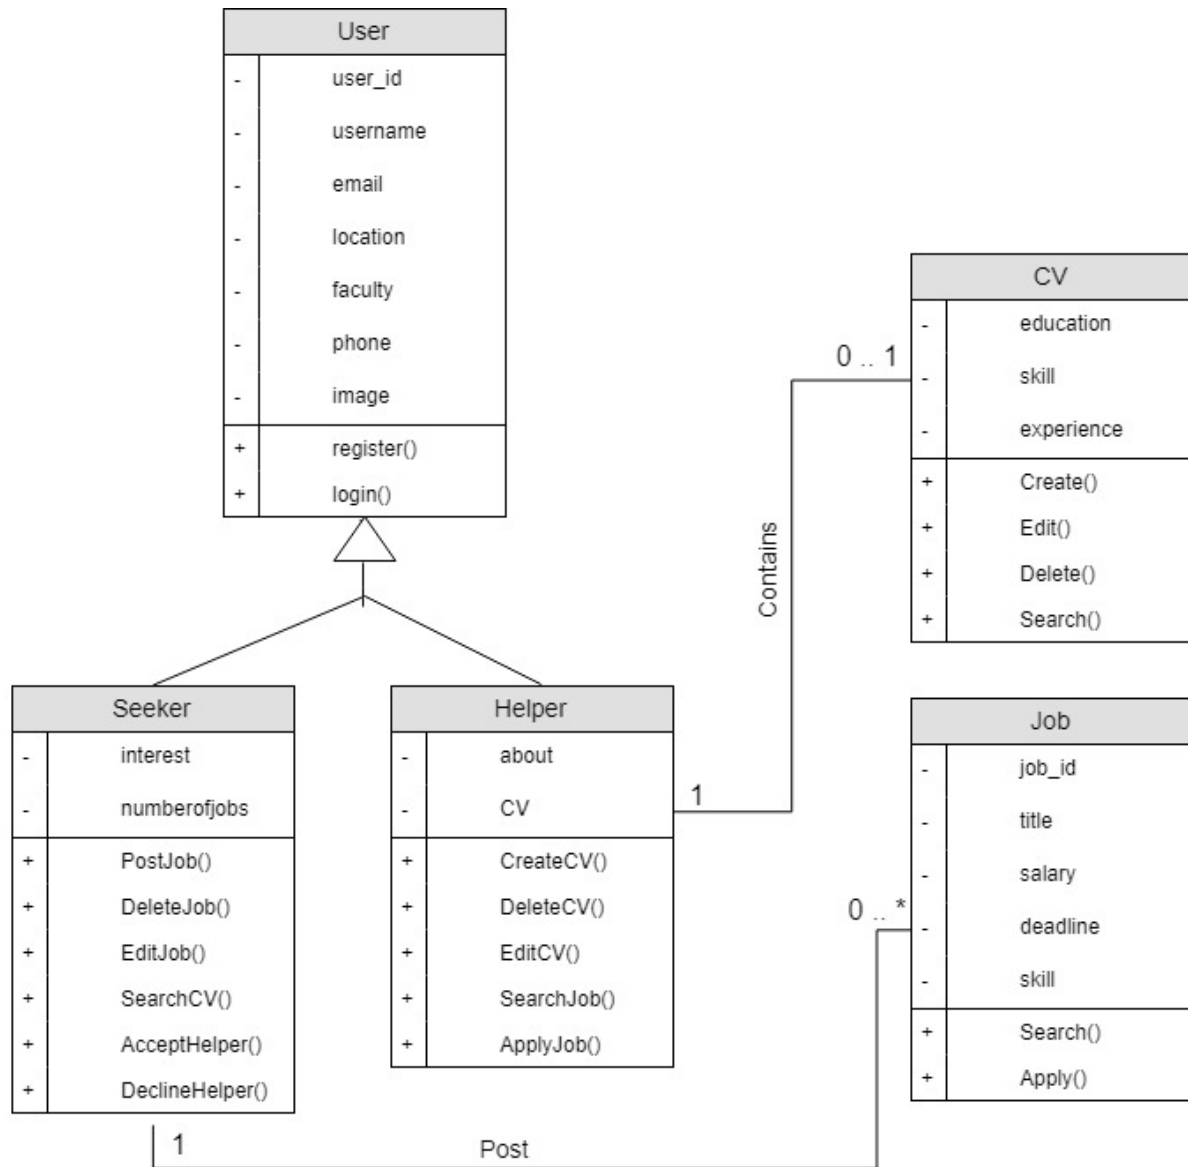 User
- user_id
- username
- email
- location
- faculty
- phone
- image
+ register()
+ login()
CV
- education
- skill
- experience
+ Create()
+ Edit()
+ Delete()
+ Search()
0 .. 1
Contains
1
Seeker
- interest
- numberofjobs
+ PostJob()
+ DeleteJob()
+ EditJob()
+ SearchCV()
+ AcceptHelper()
+ DeclineHelper()
Helper
- about
- CV
+ CreateCV()
+ DeleteCV()
+ EditCV()
+ SearchJob()
+ ApplyJob()
Job
- job_id
- title
- salary
- deadline
- skill
+ Search()
+ Apply()
0 .. *
1
Post